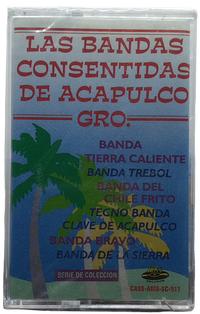 LAS BANDAS
CONSENTIDAS
DE ACAPULCO
GRO.
BANDA
TIERRA CALIENTE
BANDA TREBOL
BANDA DEL
CHILE FRITO
TECNO BANDA
CLAVE DE ACAPULCO
BANDA BRAVO
BANDA DE LA SIERRA
SERIE DE COLECCION